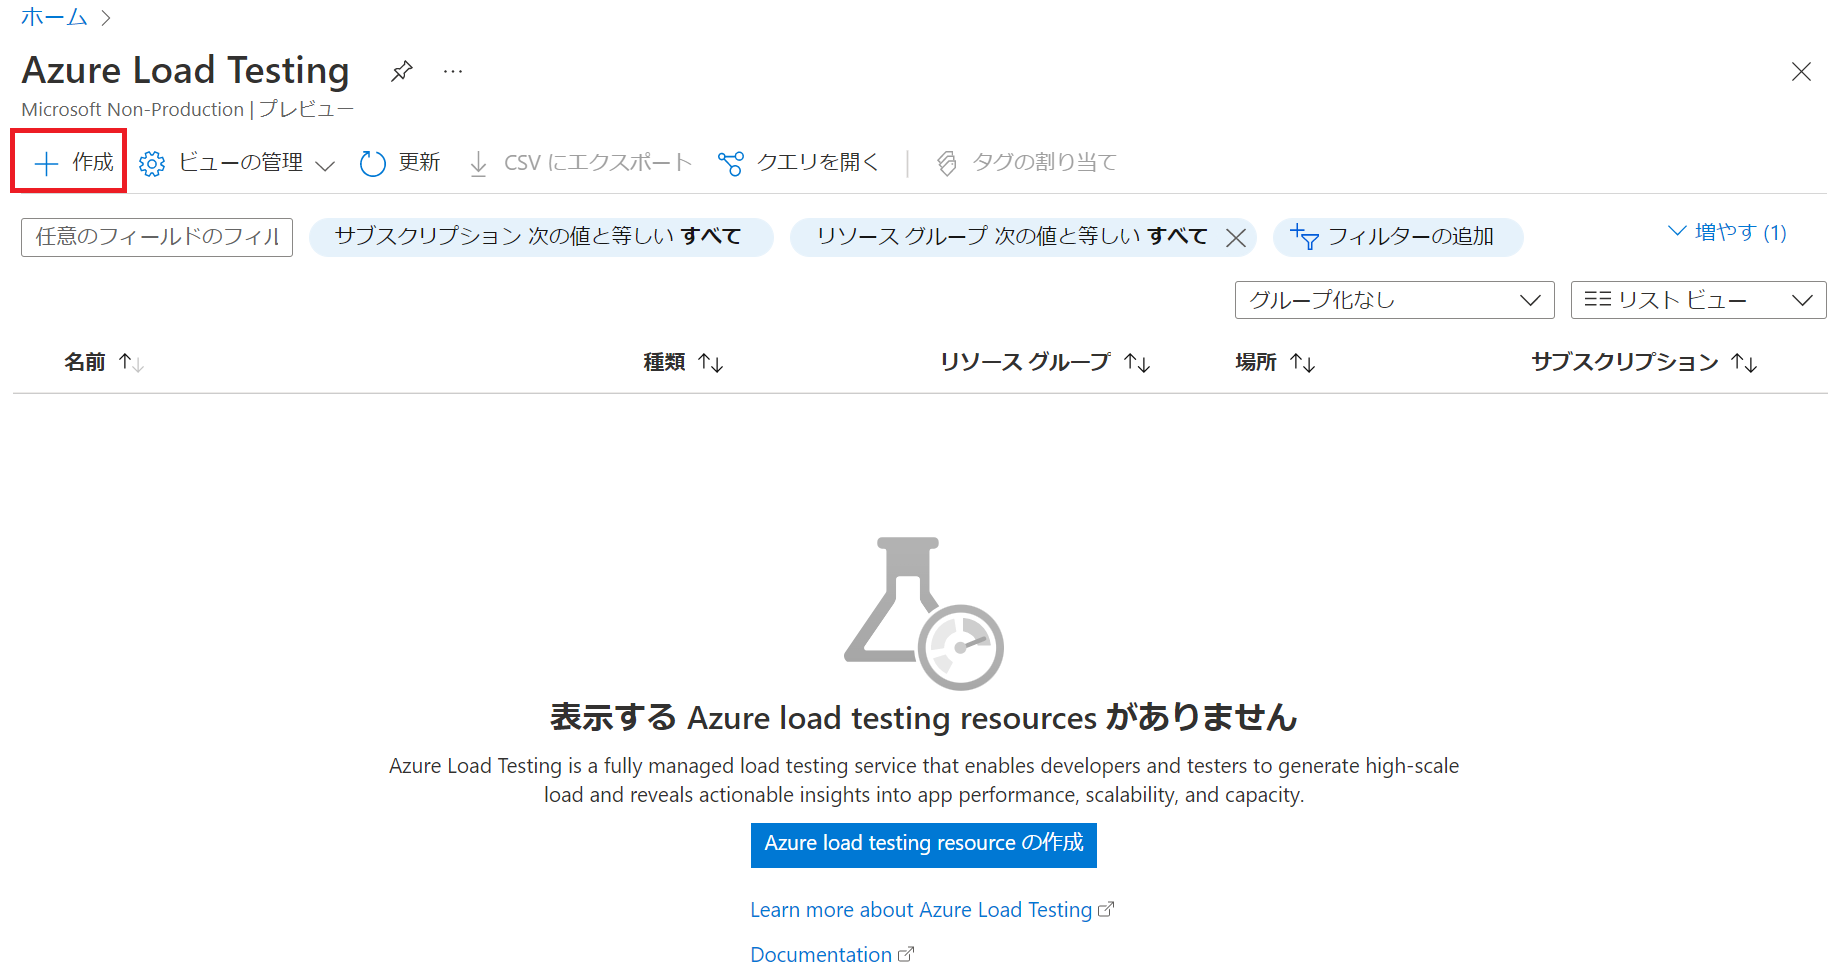 ホーム
Azure Load Testing
Microsoft Non-Production | プレビュー
作成 ビューの管理 更新 CSV にエクスポート クエリを開く タグの割り当て
任意のフィールドのフィル サブスクリプション 次の値と等しい すべて リソース グループ 次の値と等しい すべて フィルターの追加 増やす (1)
グループ化なし リスト ビュー
名前 種類 リソース グループ 場所 サブスクリプション
表示する Azure load testing resources がありません
Azure Load Testing is a fully managed load testing service that enables developers and testers to generate high-scale
load and reveals actionable insights into app performance, scalability, and capacity.
Azure load testing resource の作成
Learn more about Azure Load Testing
Documentation